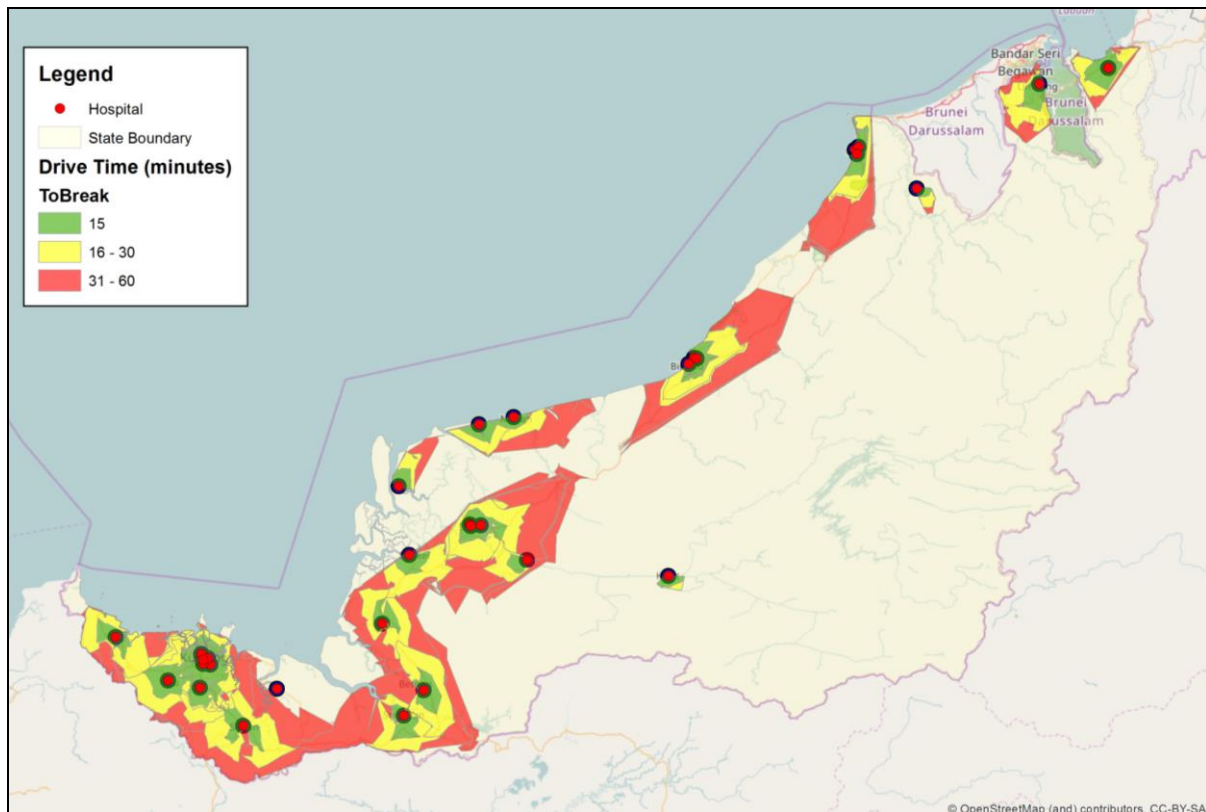 Legend
Hospital
State Boundary
Drive Time (minutes)
ToBreak
15
16 - 30
31 - 60
Labuan
Bandar Seri
Begawan
Brunei
Darussalam
Brunei
Darussalam
© OpenStreetMap (and) contributors, CC-BY-SA